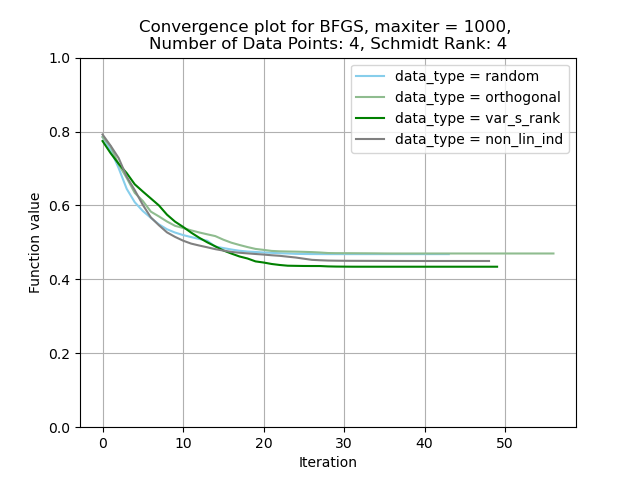 Convergence plot for BFGS, maxiter = 1000,
Number of Data Points: 4, Schmidt Rank: 4
1.0
0.8
0.6
0.4
0.2
0.0
Function value
data_type = random
data_type = orthogonal
data_type = var_s_rank
data_type = non_lin_ind
0 10 20 30 40 50
Iteration